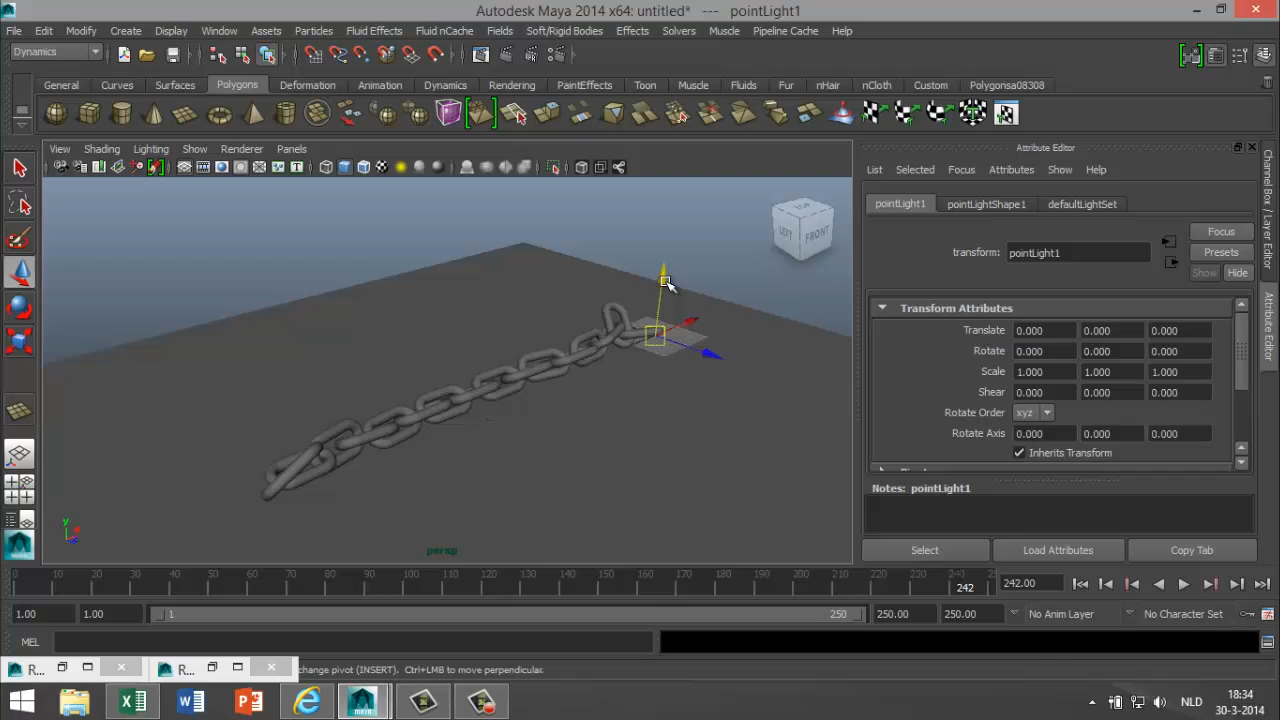 Autodesk Maya 2014 x64: untitled* --- pointLight1
File Edit Modify Create Display Window Assets Particles Fluid Effects Fluid nCache Fields Soft/Rigid Bodies Effects Solvers Muscle Pipeline Cache Help
Dynamics
General Curves Surfaces Polygons Deformation Animation Dynamics Rendering PaintEffects Toon Muscle Fluids Fur nHair nCloth Custom Polygonsa08308
View Shading Lighting Show Renderer Panels
Attribute Editor
List Selected Focus Attributes Show Help
pointLight1 pointLightShape1 defaultLightSet
Focus
transform: pointLight1
Presets
Show Hide
Transform Attributes
Translate 0.000 0.000 0.000
Rotate 0.000 0.000 0.000
Scale 1.000 1.000 1.000
Shear 0.000 0.000 0.000
Rotate Order xyz
Rotate Axis 0.000 0.000 0.000
Inherits Transform
Notes: pointLight1
Select Load Attributes Copy Tab
Channel Box / Layer Editor
Attribute Editor
LEFT FRONT
y
persp
0 10 20 30 40 50 60 70 80 90 100 110 120 130 140 150 160 170 180 190 200 210 220 230 240
242
242.00
1.00 1.00 1 250 250.00 250.00 No Anim Layer No Character Set
MEL
R... R... change pivot (INSERT). Ctrl+LMB to move perpendicular.
NLD
18:34
30-3-2014